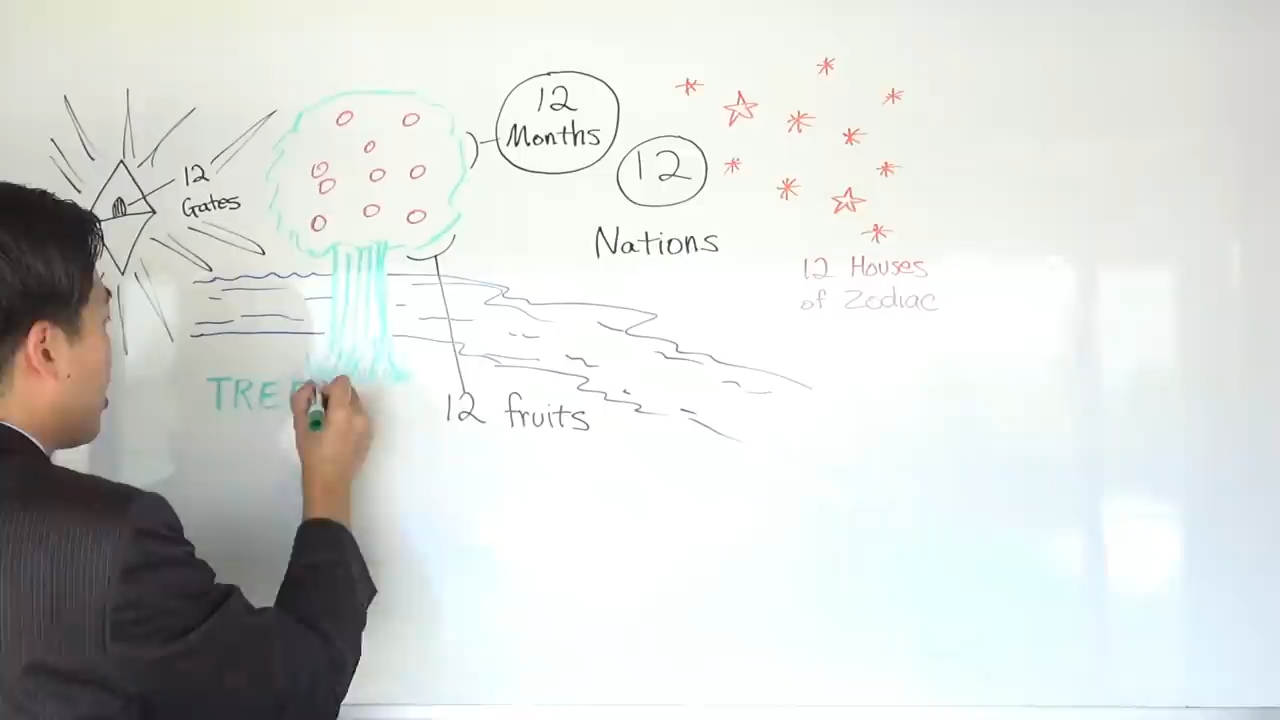 12
Gates
12
Months
12
Nations
12 Houses
of Zodiac
TREE
12 fruits